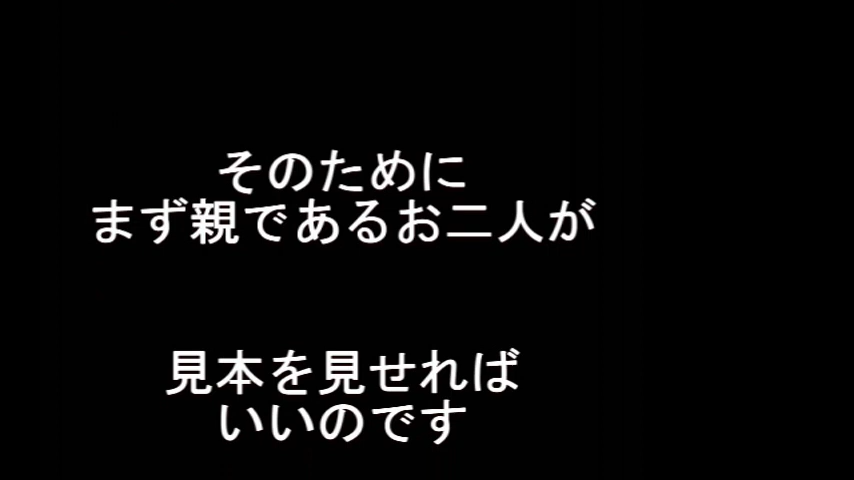 そのために
まず親であるお二人が
見本を見せれば
いいのです